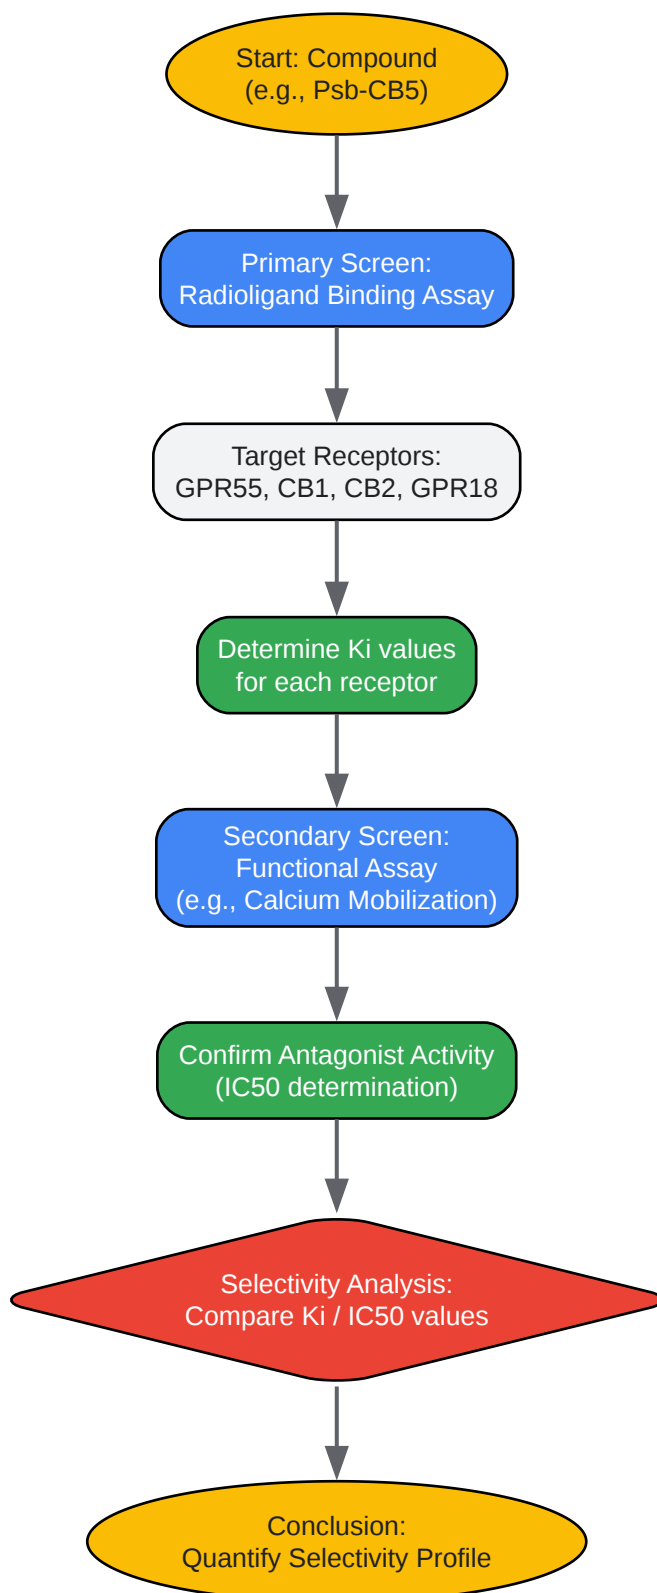 Start: Compound
(e.g., Psb-CB5)
Primary Screen:
Radioligand Binding Assay
Target Receptors:
GPR55, CB1, CB2, GPR18
Determine Ki values
for each receptor
Secondary Screen:
Functional Assay
(e.g., Calcium Mobilization)
Confirm Antagonist Activity
(IC50 determination)
Selectivity Analysis:
Compare Ki / IC50 values
Conclusion:
Quantify Selectivity Profile